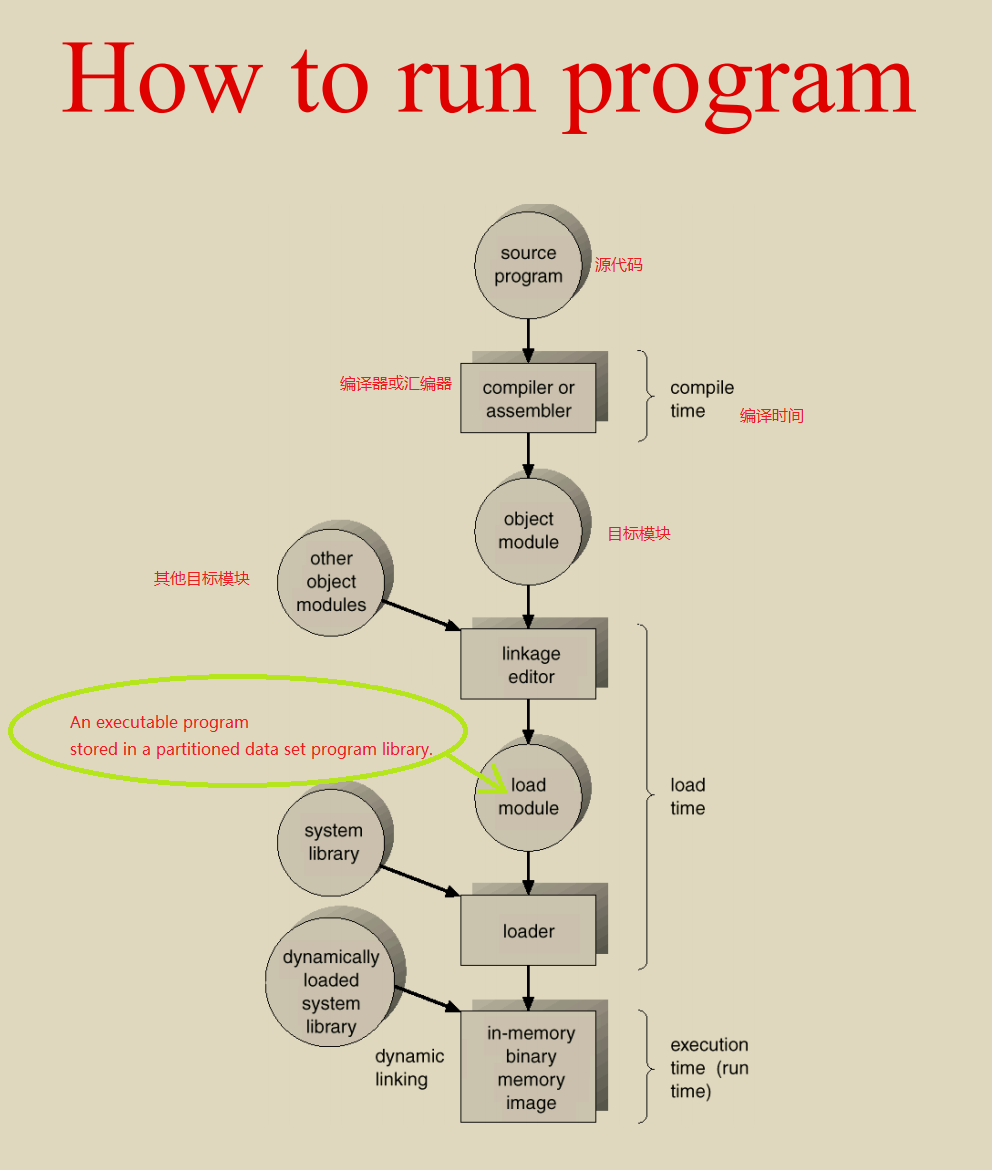 How to run program
source
program
源代码
编译器或汇编器
compiler or
assembler
compile
time
编译时间
object
module
目标模块
其他目标模块
other
object
modules
linkage
editor
An executable program
stored in a partitioned data set program library.
load
module
load
time
system
library
loader
dynamically
loaded
system
library
dynamic
linking
in-memory
binary
memory
image
execution
time (run
time)